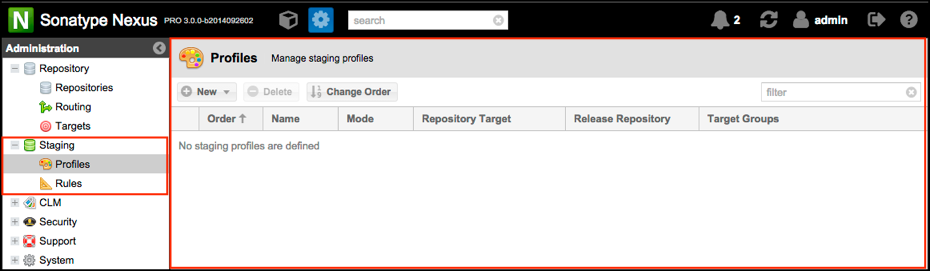 Sonatype Nexus PRO 3.0.0-b2014092602 search 2 admin
Administration
Repository
Repositories
Routing
Targets
Staging
Profiles
Rules
CLM
Security
Support
System
Profiles Manage staging profiles
New Delete Change Order filter
Order Name Mode Repository Target Release Repository Target Groups
No staging profiles are defined